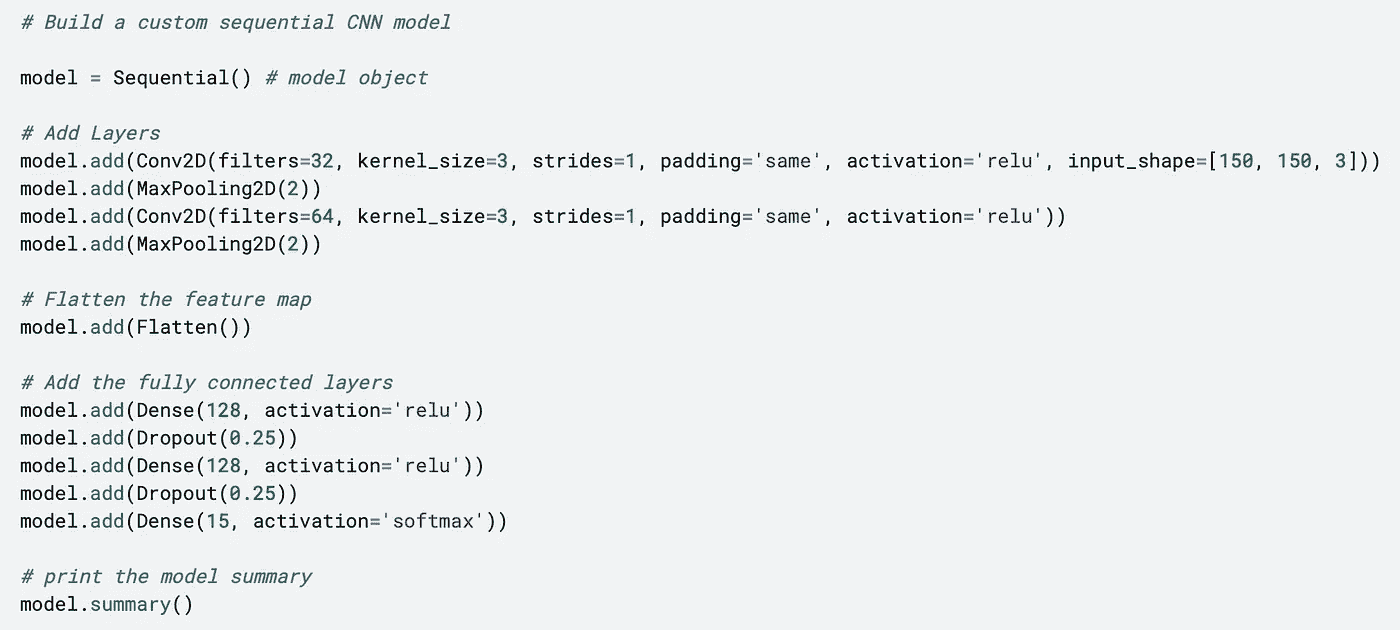 # Build a custom sequential CNN model
model = Sequential() # model object
# Add Layers
model.add(Conv2D(filters=32, kernel_size=3, strides=1, padding='same', activation='relu', input_shape=[150, 150, 3]))
model.add(MaxPooling2D(2))
model.add(Conv2D(filters=64, kernel_size=3, strides=1, padding='same', activation='relu'))
model.add(MaxPooling2D(2))
# Flatten the feature map
model.add(Flatten())
# Add the fully connected layers
model.add(Dense(128, activation='relu'))
model.add(Dropout(0.25))
model.add(Dense(128, activation='relu'))
model.add(Dropout(0.25))
model.add(Dense(15, activation='softmax'))
# print the model summary
model.summary()